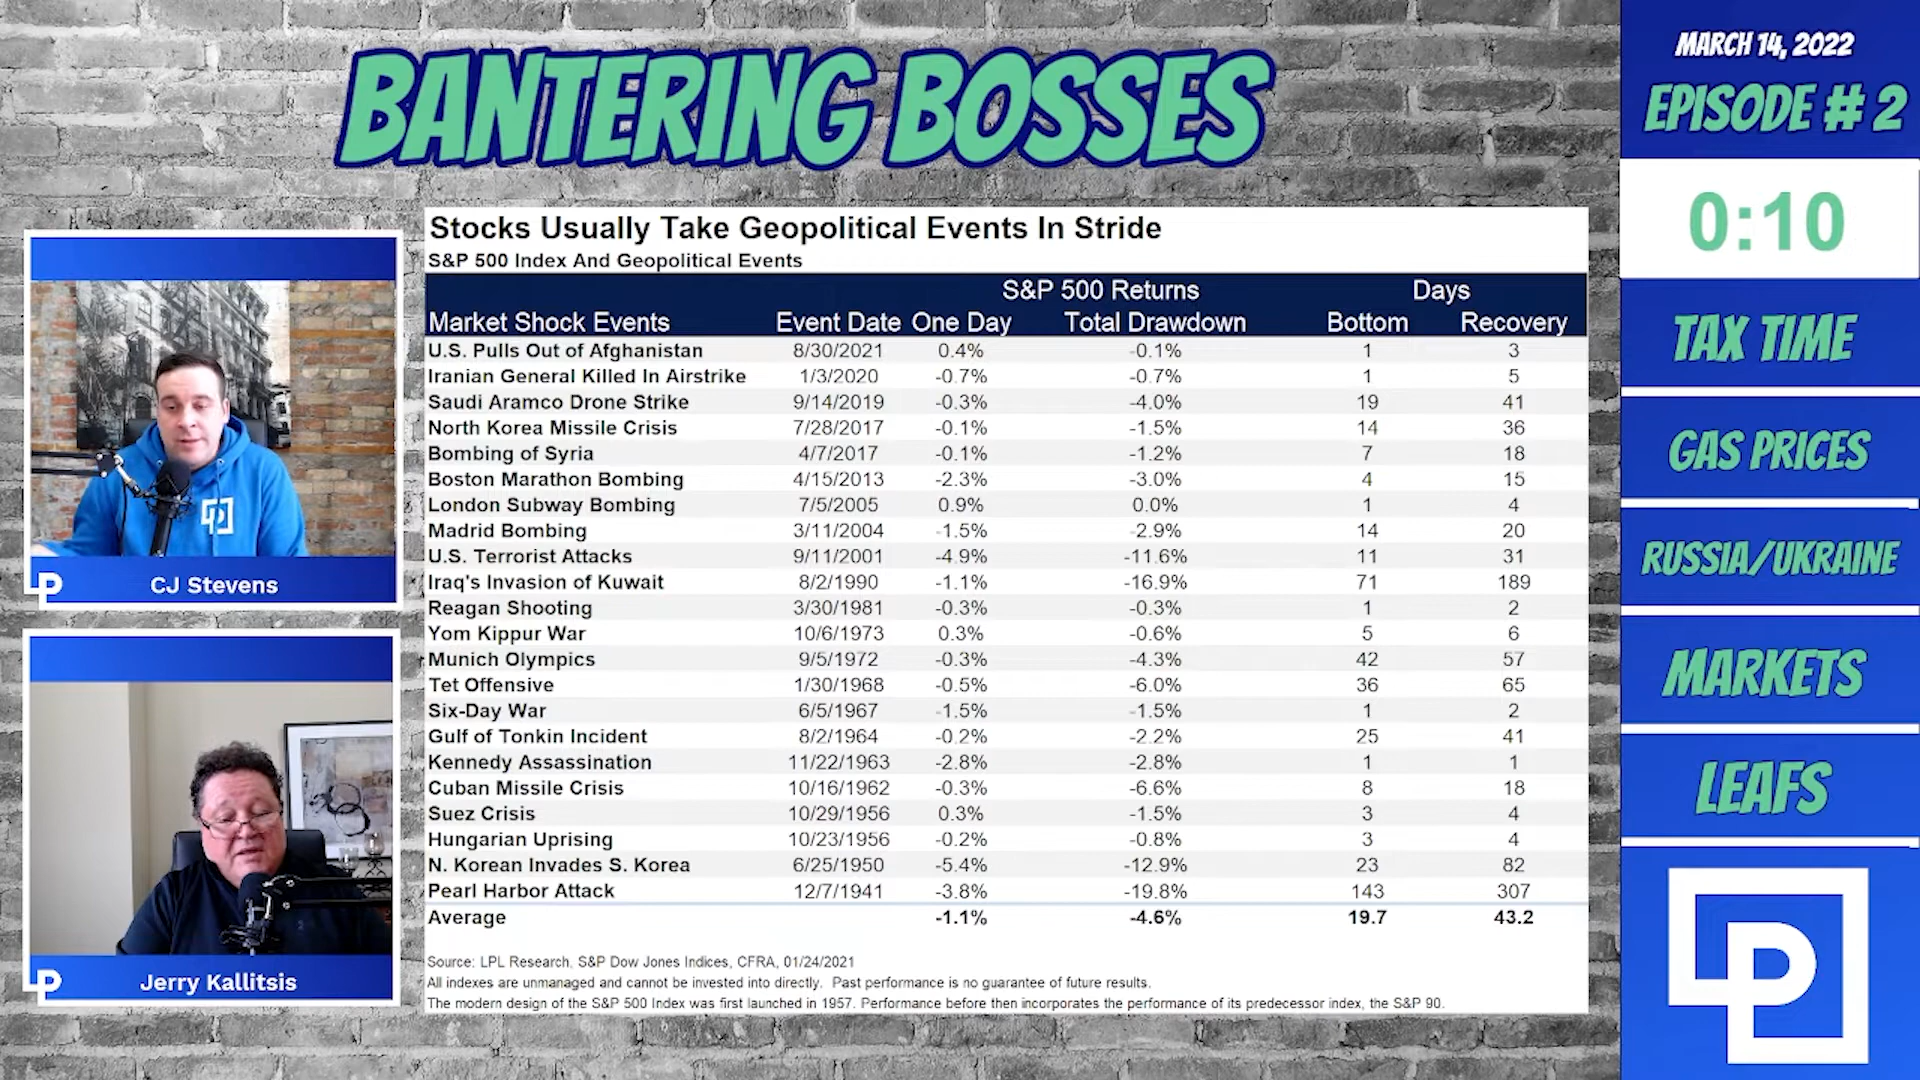 BANTERING BOSSES
MARCH 14, 2022
EPISODE # 2
0:10
TAX TIME
GAS PRICES
RUSSIA/UKRAINE
MARKETS
LEAFS
CJ Stevens
Jerry Kallitsis
Stocks Usually Take Geopolitical Events In Stride
S&P 500 Index And Geopolitical Events
S&P 500 Returns Days
Market Shock Events Event Date One Day Total Drawdown Bottom Recovery
U.S. Pulls Out of Afghanistan 8/30/2021 0.4% -0.1% 1 3
Iranian General Killed In Airstrike 1/3/2020 -0.7% -0.7% 1 5
Saudi Aramco Drone Strike 9/14/2019 -0.3% -4.0% 19 41
North Korea Missile Crisis 7/28/2017 -0.1% -1.5% 14 36
Bombing of Syria 4/7/2017 -0.1% -1.2% 7 18
Boston Marathon Bombing 4/15/2013 -2.3% -3.0% 4 15
London Subway Bombing 7/5/2005 0.9% 0.0% 1 4
Madrid Bombing 3/11/2004 -1.5% -2.9% 14 20
U.S. Terrorist Attacks 9/11/2001 -4.9% -11.6% 11 31
Iraq's Invasion of Kuwait 8/2/1990 -1.1% -16.9% 71 189
Reagan Shooting 3/30/1981 -0.3% -0.3% 1 2
Yom Kippur War 10/6/1973 0.3% -0.6% 5 6
Munich Olympics 9/5/1972 -0.3% -4.3% 42 57
Tet Offensive 1/30/1968 -0.5% -6.0% 36 65
Six-Day War 6/5/1967 -1.5% -1.5% 1 2
Gulf of Tonkin Incident 8/2/1964 -0.2% -2.2% 25 41
Kennedy Assassination 11/22/1963 -2.8% -2.8% 1 1
Cuban Missile Crisis 10/16/1962 -0.3% -6.6% 8 18
Suez Crisis 10/29/1956 0.3% -1.5% 3 4
Hungarian Uprising 10/23/1956 -0.2% -0.8% 3 4
N. Korean Invades S. Korea 6/25/1950 -5.4% -12.9% 23 82
Pearl Harbor Attack 12/7/1941 -3.8% -19.8% 143 307
Average -1.1% -4.6% 19.7 43.2
Source: LPL Research, S&P Dow Jones Indices, CFRA, 01/24/2021
All indexes are unmanaged and cannot be invested into directly. Past performance is no guarantee of future results.
The modern design of the S&P 500 Index was first launched in 1957. Performance before then incorporates the performance of its predecessor index, the S&P 90.